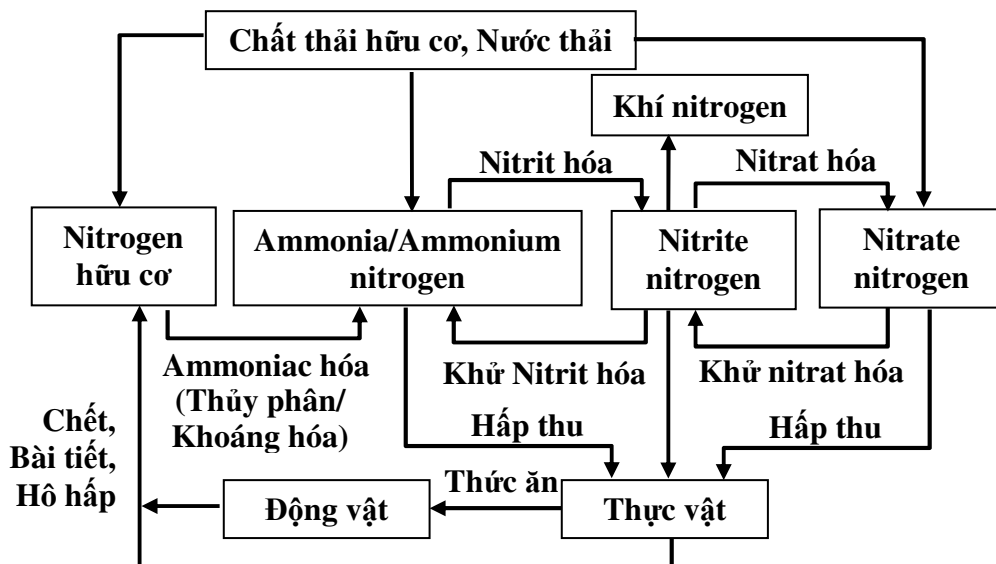 Chất thải hữu cơ, Nước thải
Khí nitrogen
Nitrit hóa
Nitrat hóa
Nitrogen
hữu cơ
Ammonia/Ammonium
nitrogen
Nitrite
nitrogen
Nitrate
nitrogen
Ammoniac hóa
(Thủy phân/
Khoáng hóa)
Khử Nitrit hóa
Khử nitrat hóa
Chết,
Bài tiết,
Hô hấp
Hấp thu
Hấp thu
Thức ăn
Động vật
Thực vật